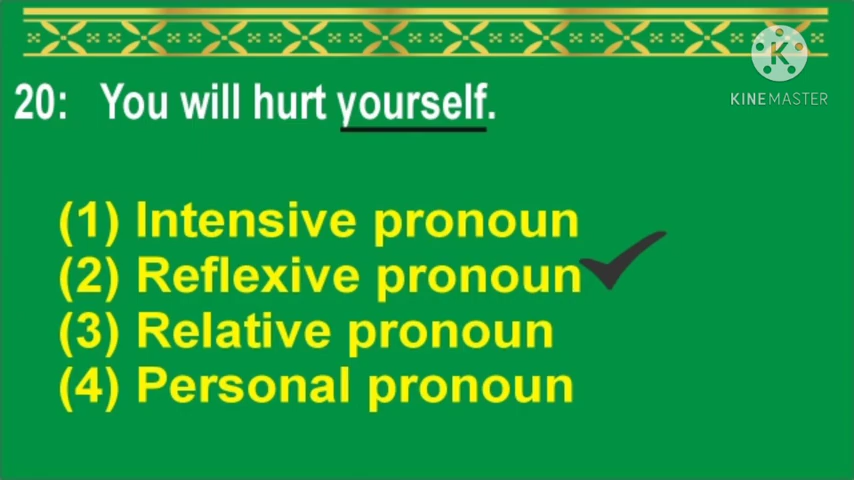 K
KINEMASTER
20: You will hurt yourself.
(1) Intensive pronoun
(2) Reflexive pronoun
(3) Relative pronoun
(4) Personal pronoun